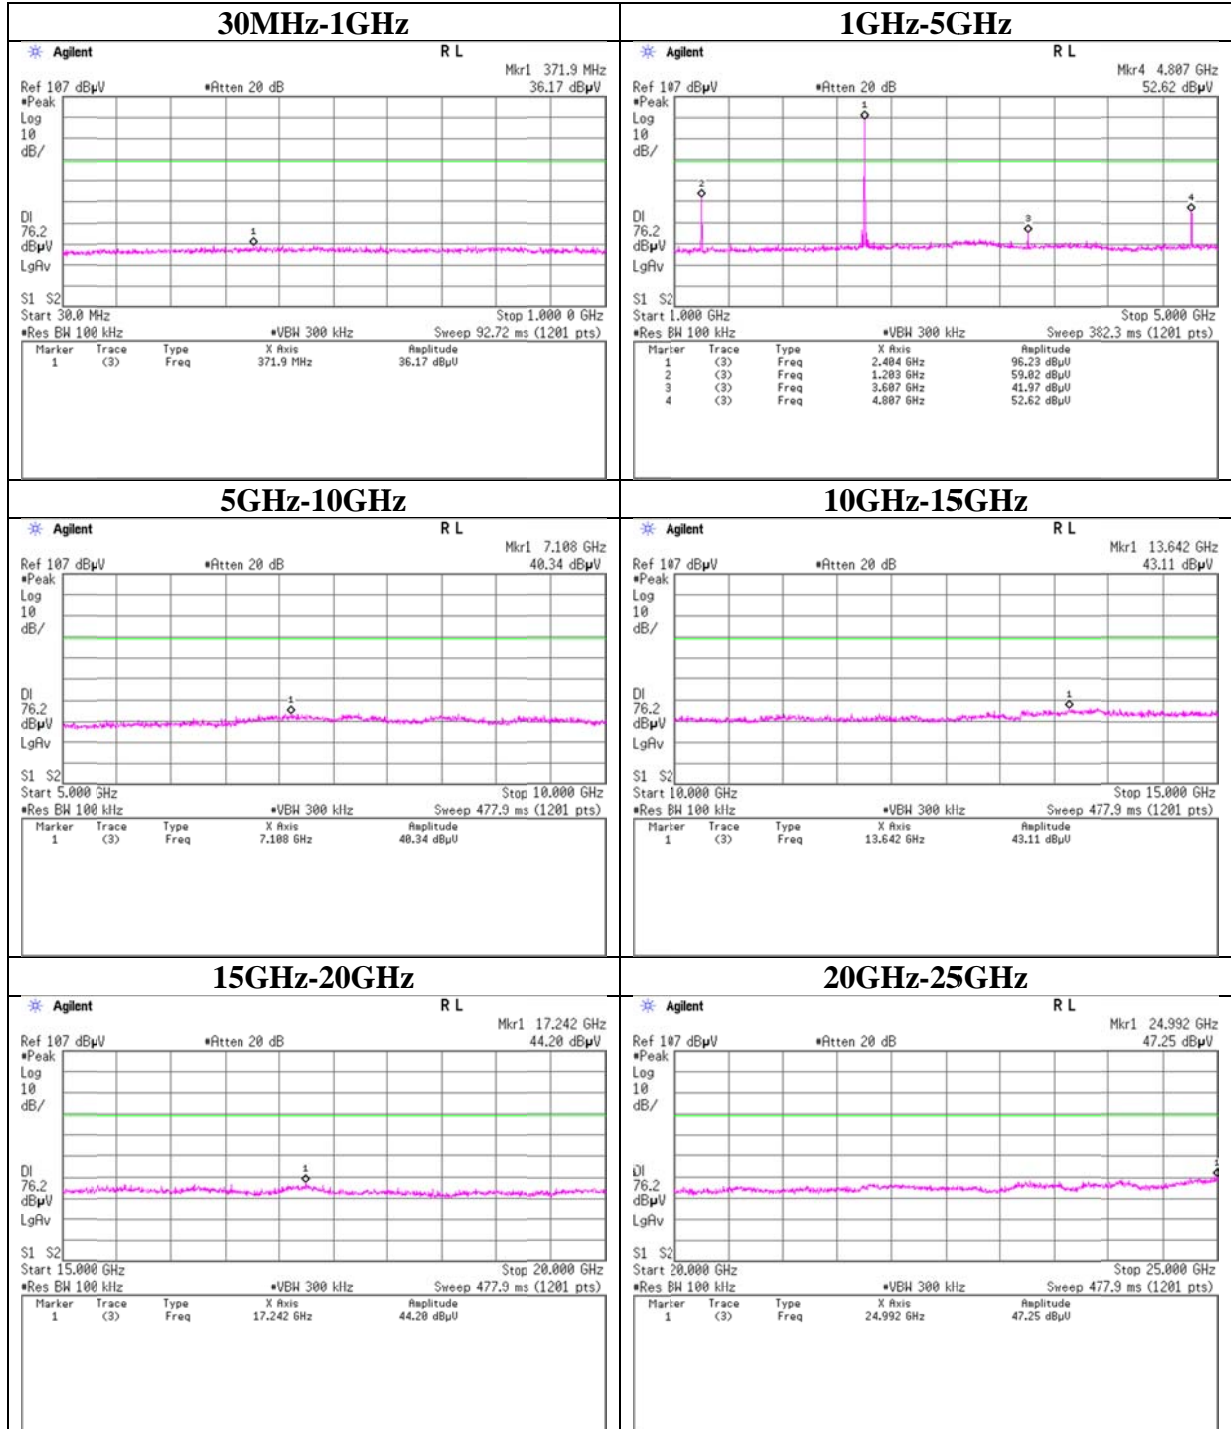 30MHz-1GHz
Agilent R L
Mkr1 371.9 MHz
Ref 107 dBµV *Atten 20 dB 36.17 dBµV
*Peak
Log
10
dB/
1
DI
76.2
dBµV
LgAv
S1 S2
Start 30.0 MHz Stop 1.000 0 GHz
*Res BW 100 kHz *VBW 300 kHz Sweep 92.72 ms (1201 pts)
Marker Trace Type X Axis Amplitude
1 (3) Freq 371.9 MHz 36.17 dBµV
1GHz-5GHz
Agilent R L
Mkr4 4.807 GHz
Ref 107 dBµV *Atten 20 dB 52.62 dBµV
*Peak
Log
10
dB/
1
2
3
4
DI
76.2
dBµV
LgAv
S1 S2
Start 1.000 GHz Stop 5.000 GHz
*Res BW 100 kHz *VBW 300 kHz Sweep 382.3 ms (1201 pts)
Marker Trace Type X Axis Amplitude
1 (3) Freq 2.404 GHz 96.23 dBµV
2 (3) Freq 1.203 GHz 59.02 dBµV
3 (3) Freq 3.607 GHz 41.97 dBµV
4 (3) Freq 4.807 GHz 52.62 dBµV
5GHz-10GHz
Agilent R L
Mkr1 7.108 GHz
Ref 107 dBµV *Atten 20 dB 40.34 dBµV
*Peak
Log
10
dB/
1
DI
76.2
dBµV
LgAv
S1 S2
Start 5.000 GHz Stop 10.000 GHz
*Res BW 100 kHz *VBW 300 kHz Sweep 477.9 ms (1201 pts)
Marker Trace Type X Axis Amplitude
1 (3) Freq 7.108 GHz 40.34 dBµV
10GHz-15GHz
Agilent R L
Mkr1 13.642 GHz
Ref 107 dBµV *Atten 20 dB 43.11 dBµV
*Peak
Log
10
dB/
1
DI
76.2
dBµV
LgAv
S1 S2
Start 10.000 GHz Stop 15.000 GHz
*Res BW 100 kHz *VBW 300 kHz Sweep 477.9 ms (1201 pts)
Marker Trace Type X Axis Amplitude
1 (3) Freq 13.642 GHz 43.11 dBµV
15GHz-20GHz
Agilent R L
Mkr1 17.242 GHz
Ref 107 dBµV *Atten 20 dB 44.20 dBµV
*Peak
Log
10
dB/
1
DI
76.2
dBµV
LgAv
S1 S2
Start 15.000 GHz Stop 20.000 GHz
*Res BW 100 kHz *VBW 300 kHz Sweep 477.9 ms (1201 pts)
Marker Trace Type X Axis Amplitude
1 (3) Freq 17.242 GHz 44.20 dBµV
20GHz-25GHz
Agilent R L
Mkr1 24.992 GHz
Ref 107 dBµV *Atten 20 dB 47.25 dBµV
*Peak
Log
10
dB/
1
DI
76.2
dBµV
LgAv
S1 S2
Start 20.000 GHz Stop 25.000 GHz
*Res BW 100 kHz *VBW 300 kHz Sweep 477.9 ms (1201 pts)
Marker Trace Type X Axis Amplitude
1 (3) Freq 24.992 GHz 47.25 dBµV